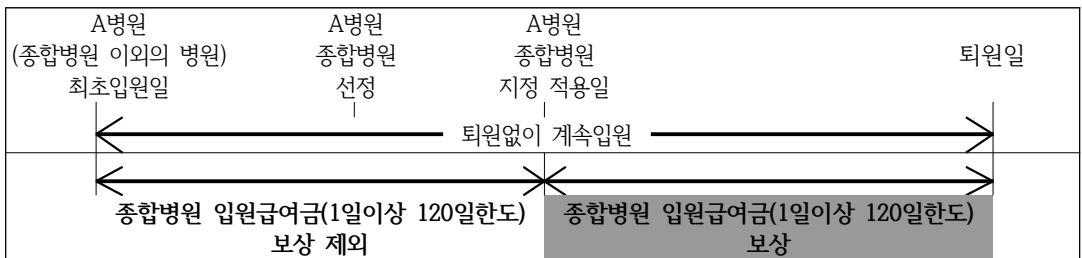 A병원
(종합병원 이외의 병원)
최초입원일
A병원
종합병원
선정
A병원
종합병원
지정 적용일
퇴원일
퇴원없이 계속입원
종합병원 입원급여금(1일이상 120일한도)
보상 제외
종합병원 입원급여금(1일이상 120일한도)
보상